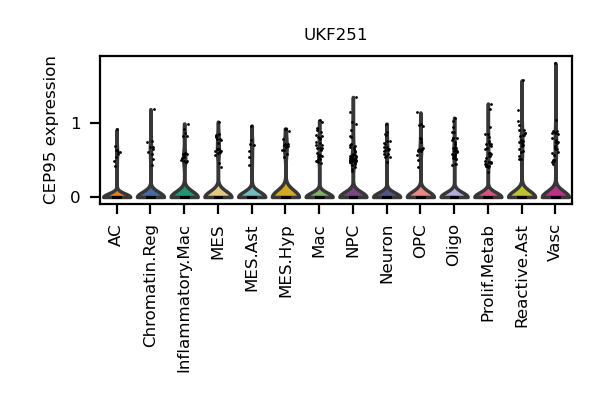 UKF251
CEP95 expression
1
0
AC
Chromatin.Reg
Inflammatory.Mac
MES
MES.Ast
MES.Hyp
Mac
NPC
Neuron
OPC
Oligo
Prolif.Metab
Reactive.Ast
Vasc